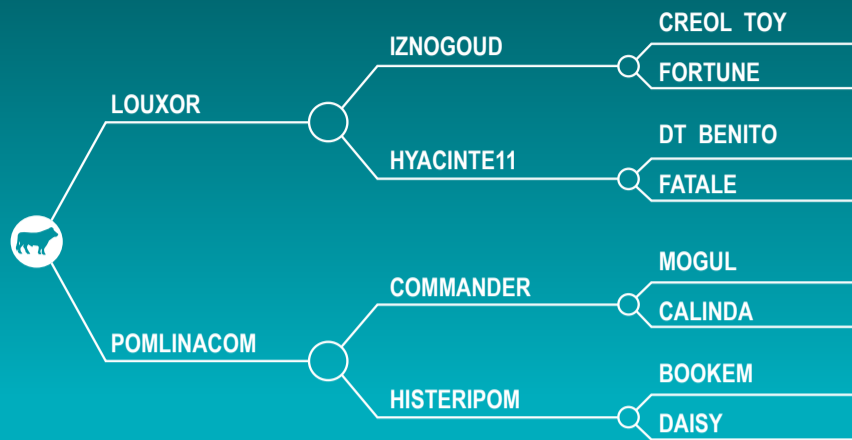 CREOL TOY
IZNOGOUD
FORTUNE
LOUXOR
DT BENITO
HYACINTE11
FATALE
MOGUL
COMMANDER
CALINDA
POMLINACOM
BOOKEM
HISTERIPOM
DAISY